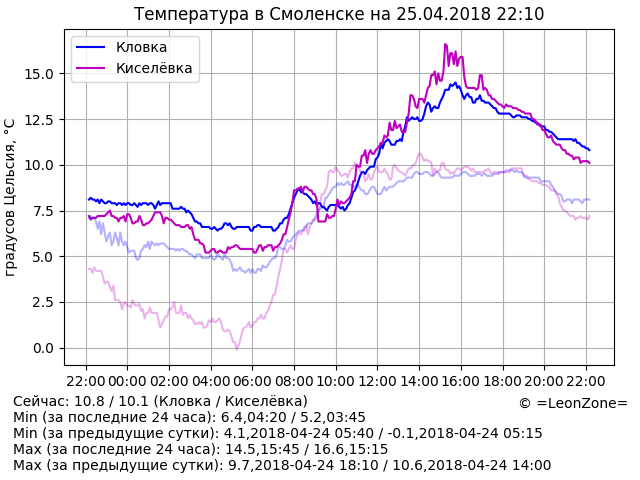 Температура в Смоленске на 25.04.2018 22:10
Кловка
Киселёвка
градусов Цельсия, °C
15.0
12.5
10.0
7.5
5.0
2.5
0.0
22:00 00:00 02:00 04:00 06:00 08:00 10:00 12:00 14:00 16:00 18:00 20:00 22:00
Сейчас: 10.8 / 10.1 (Кловка / Киселёвка)
© =LeonZone=
Min (за последние 24 часа): 6.4,04:20 / 5.2,03:45
Min (за предыдущие сутки): 4.1,2018-04-24 05:40 / -0.1,2018-04-24 05:15
Max (за последние 24 часа): 14.5,15:45 / 16.6,15:15
Max (за предыдущие сутки): 9.7,2018-04-24 18:10 / 10.6,2018-04-24 14:00